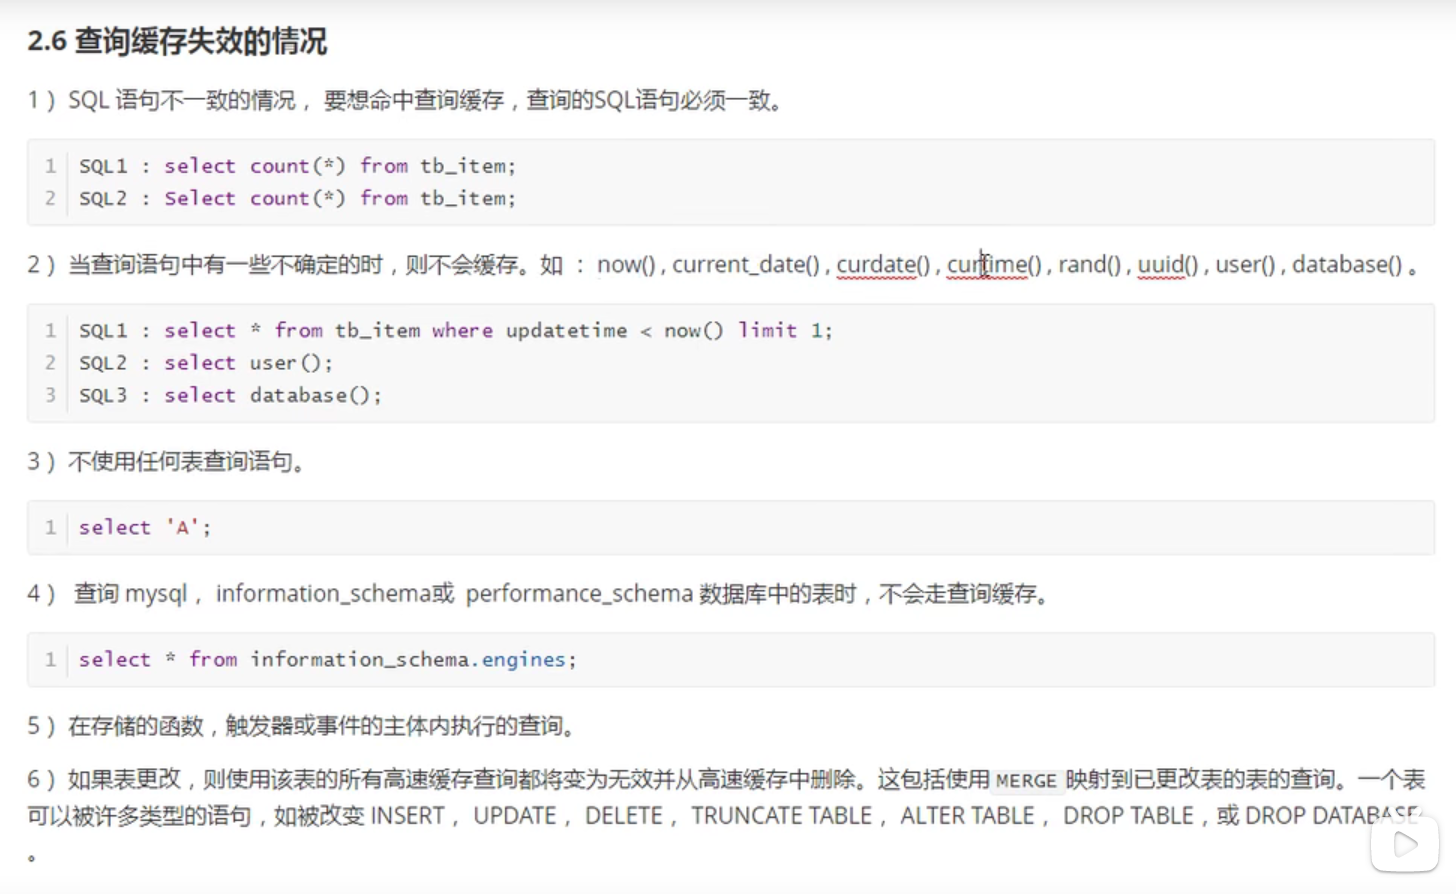 2.6 查询缓存失效的情况
1 ) SQL 语句不一致的情况 ， 要想命中查询缓存，查询的SQL语句必须一致。
1 SQL1 : select count(*) from tb_item;
2 SQL2 : Select count(*) from tb_item;
2 ) 当查询语句中有一些不确定的时，则不会缓存。如 ：now() , current_date() , curdate() , curtime() , rand() , uuid() , user() , database() 。
1 SQL1 : select * from tb_item where updatetime < now() limit 1;
2 SQL2 : select user();
3 SQL3 : select database();
3 ) 不使用任何表查询语句。
1 select 'A';
4 ) 查询 mysql ， information_schema或 performance_schema 数据库中的表时，不会走查询缓存。
1 select * from information_schema.engines;
5 ) 在存储的函数，触发器或事件的主体内执行的查询。
6 ) 如果表更改，则使用该表的所有高速缓存查询都将变为无效并从高速缓存中删除。这包括使用 MERGE 映射到已更改表的表的查询。一个表
可以被许多类型的语句，如被改变 INSERT ， UPDATE ， DELETE ， TRUNCATE TABLE ， ALTER TABLE ， DROP TABLE ，或 DROP DATABASE
。